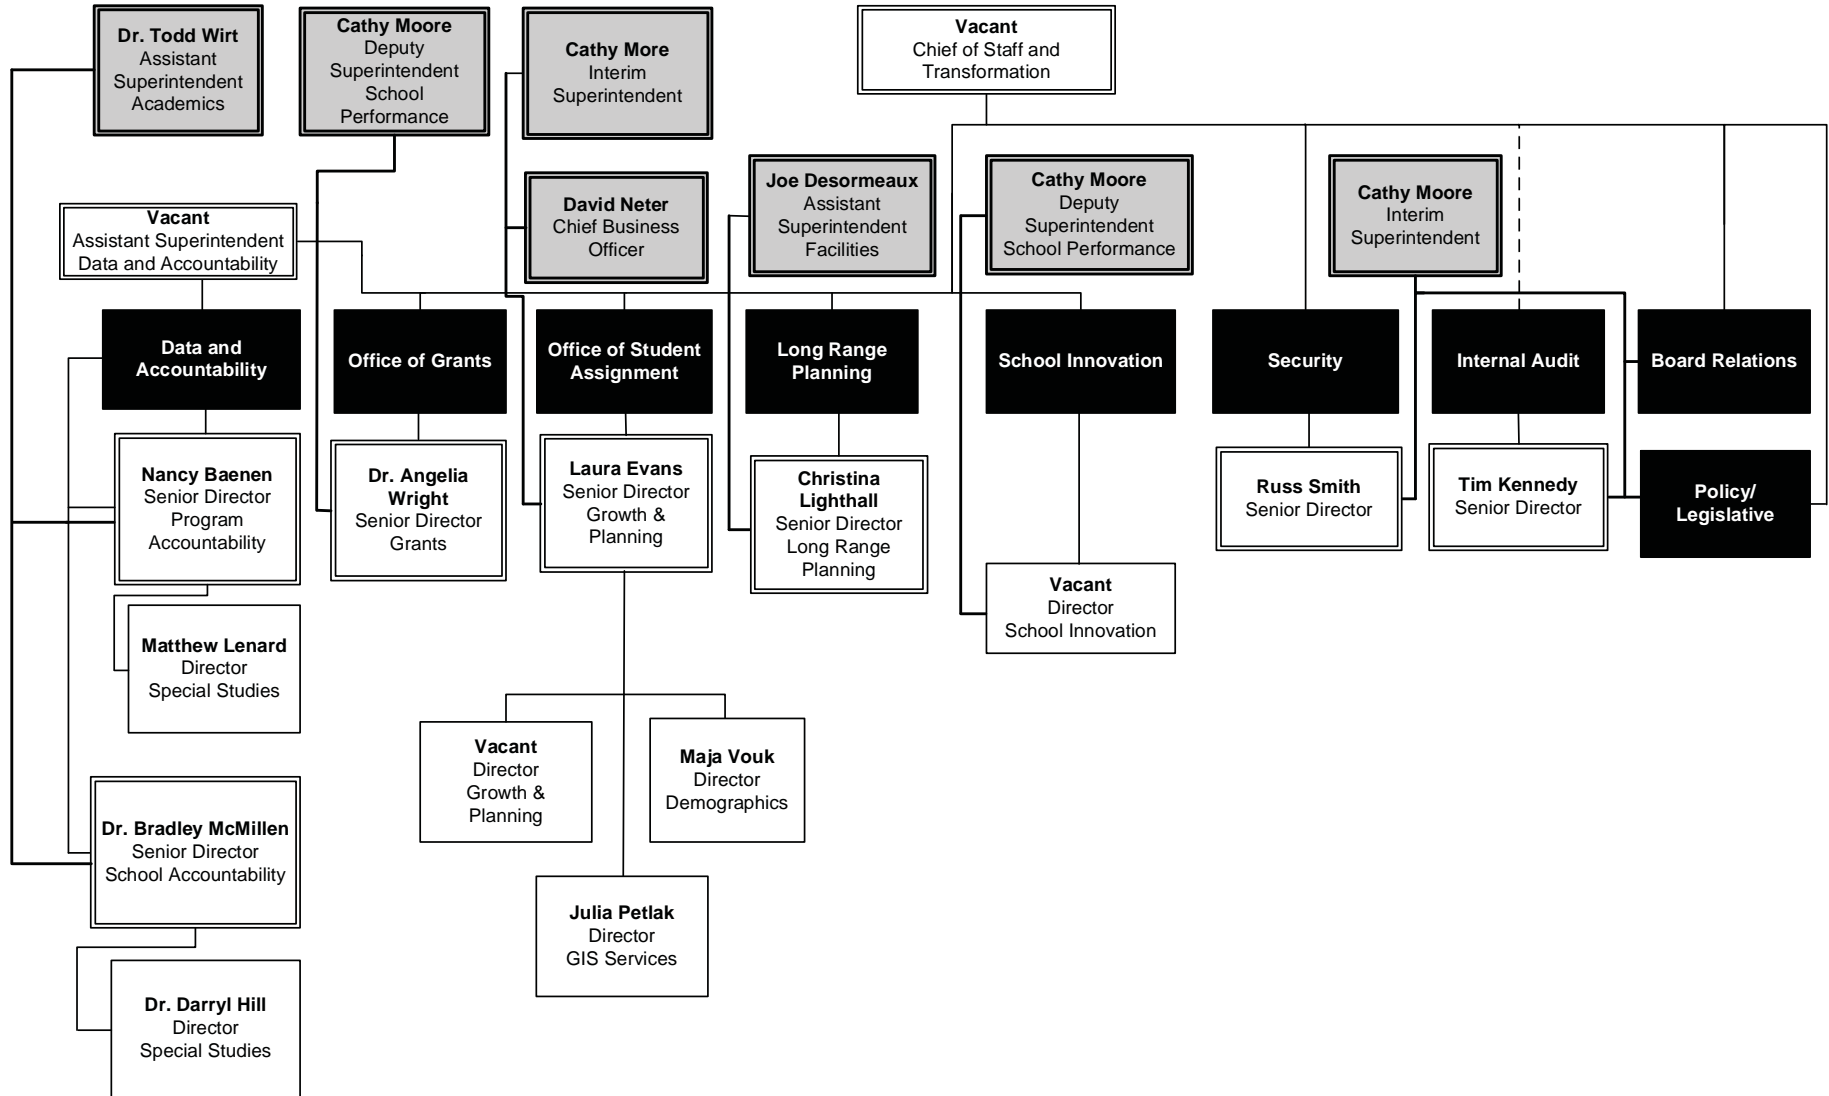 Dr. Todd Wirt
Assistant
Superintendent
Academics
Cathy Moore
Deputy
Superintendent
School
Performance
Cathy More
Interim
Superintendent
Vacant
Chief of Staff and
Transformation
David Neter
Chief Business
Officer
Joe Desormeaux
Assistant
Superintendent
Facilities
Cathy Moore
Deputy
Superintendent
School Performance
Cathy Moore
Interim
Superintendent
Vacant
Assistant Superintendent
Data and Accountability
Data and
Accountability
Office of Grants
Office of Student
Assignment
Long Range
Planning
School Innovation
Security
Internal Audit
Board Relations
Nancy Baenen
Senior Director
Program
Accountability
Dr. Angelia
Wright
Senior Director
Grants
Laura Evans
Senior Director
Growth &
Planning
Christina
Lighthall
Senior Director
Long Range
Planning
Russ Smith
Senior Director
Tim Kennedy
Senior Director
Policy/
Legislative
Vacant
Director
School Innovation
Matthew Lenard
Director
Special Studies
Vacant
Director
Growth &
Planning
Maja Vouk
Director
Demographics
Dr. Bradley McMillen
Senior Director
School Accountability
Julia Petlak
Director
GIS Services
Dr. Darryl Hill
Director
Special Studies